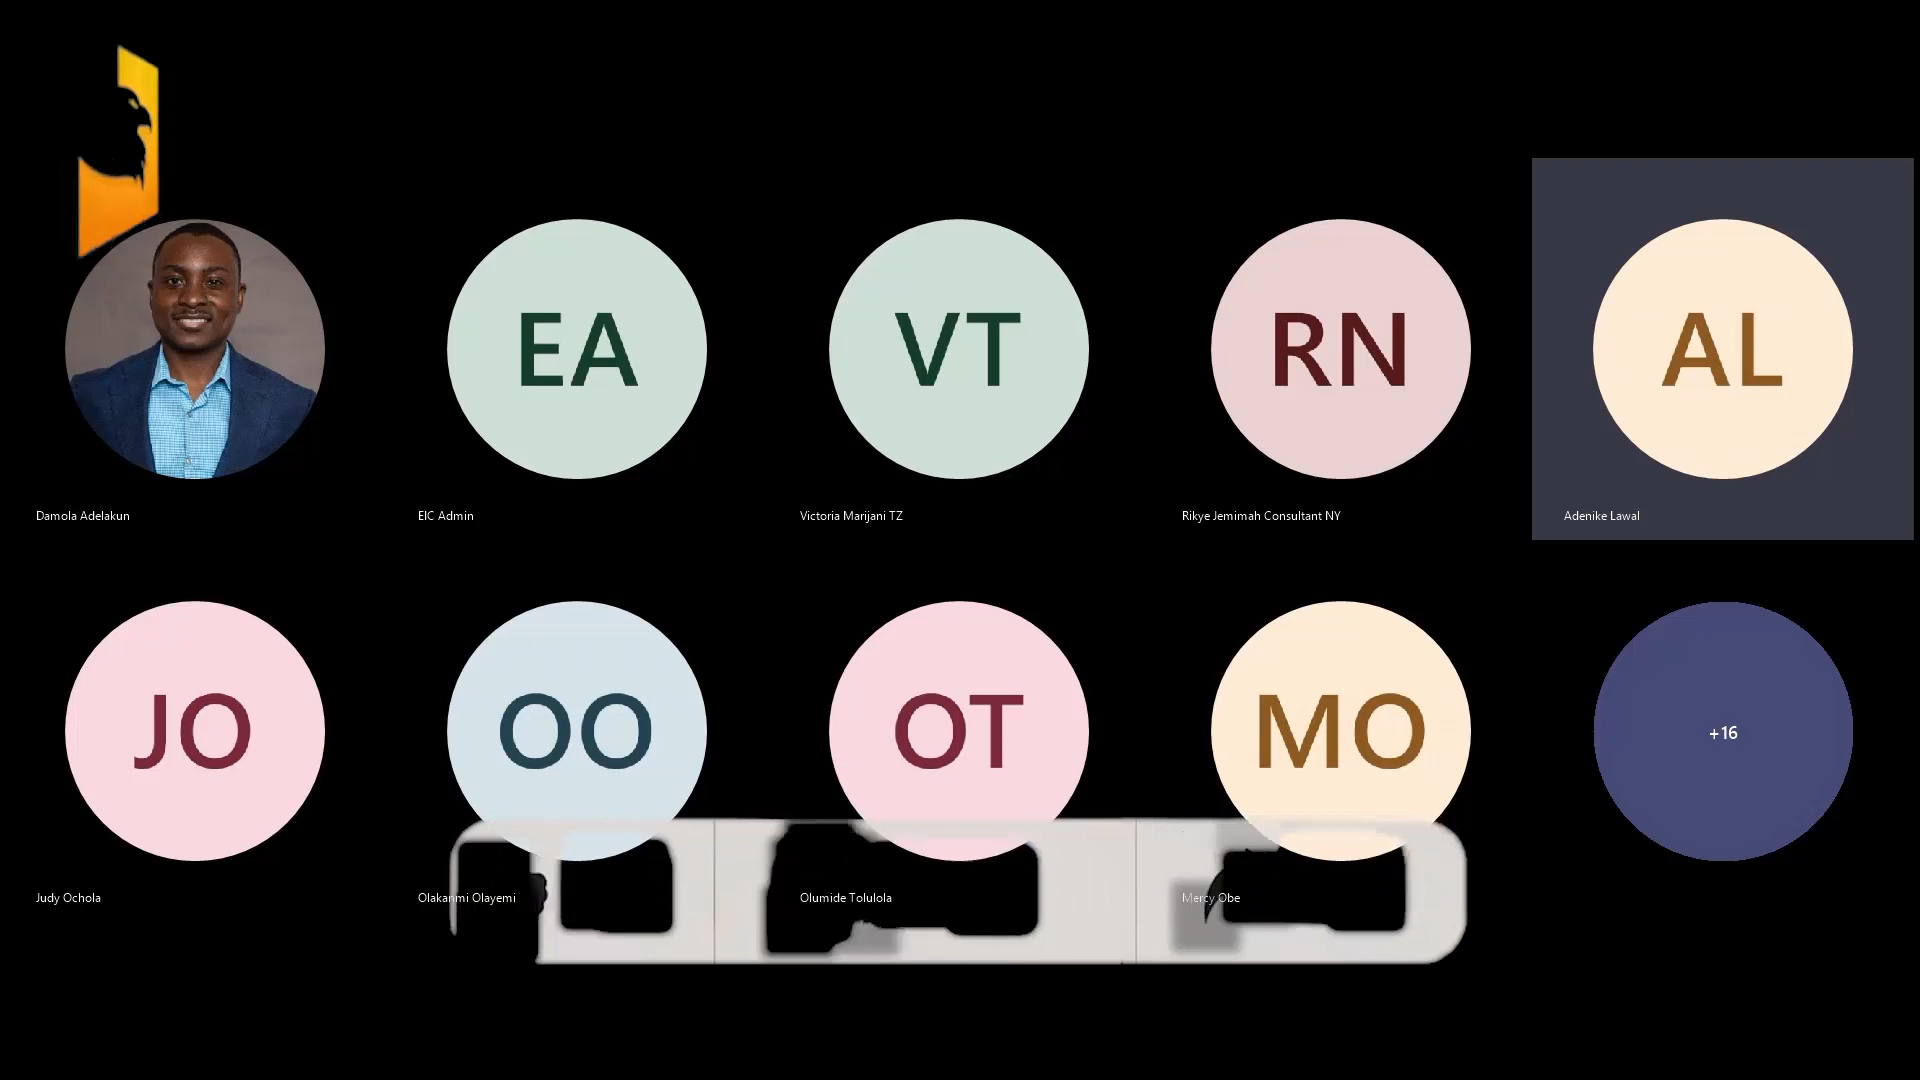 EA
VT
RN
AL
Damola Adelakun
EIC Admin
Victoria Marijani TZ
Rikye Jemimah Consultant NY
Adenike Lawal
JO
OO
OT
MO
+16
Judy Ochola
Olakanmi Olayemi
Olumide Tolulola
Mercy Obe